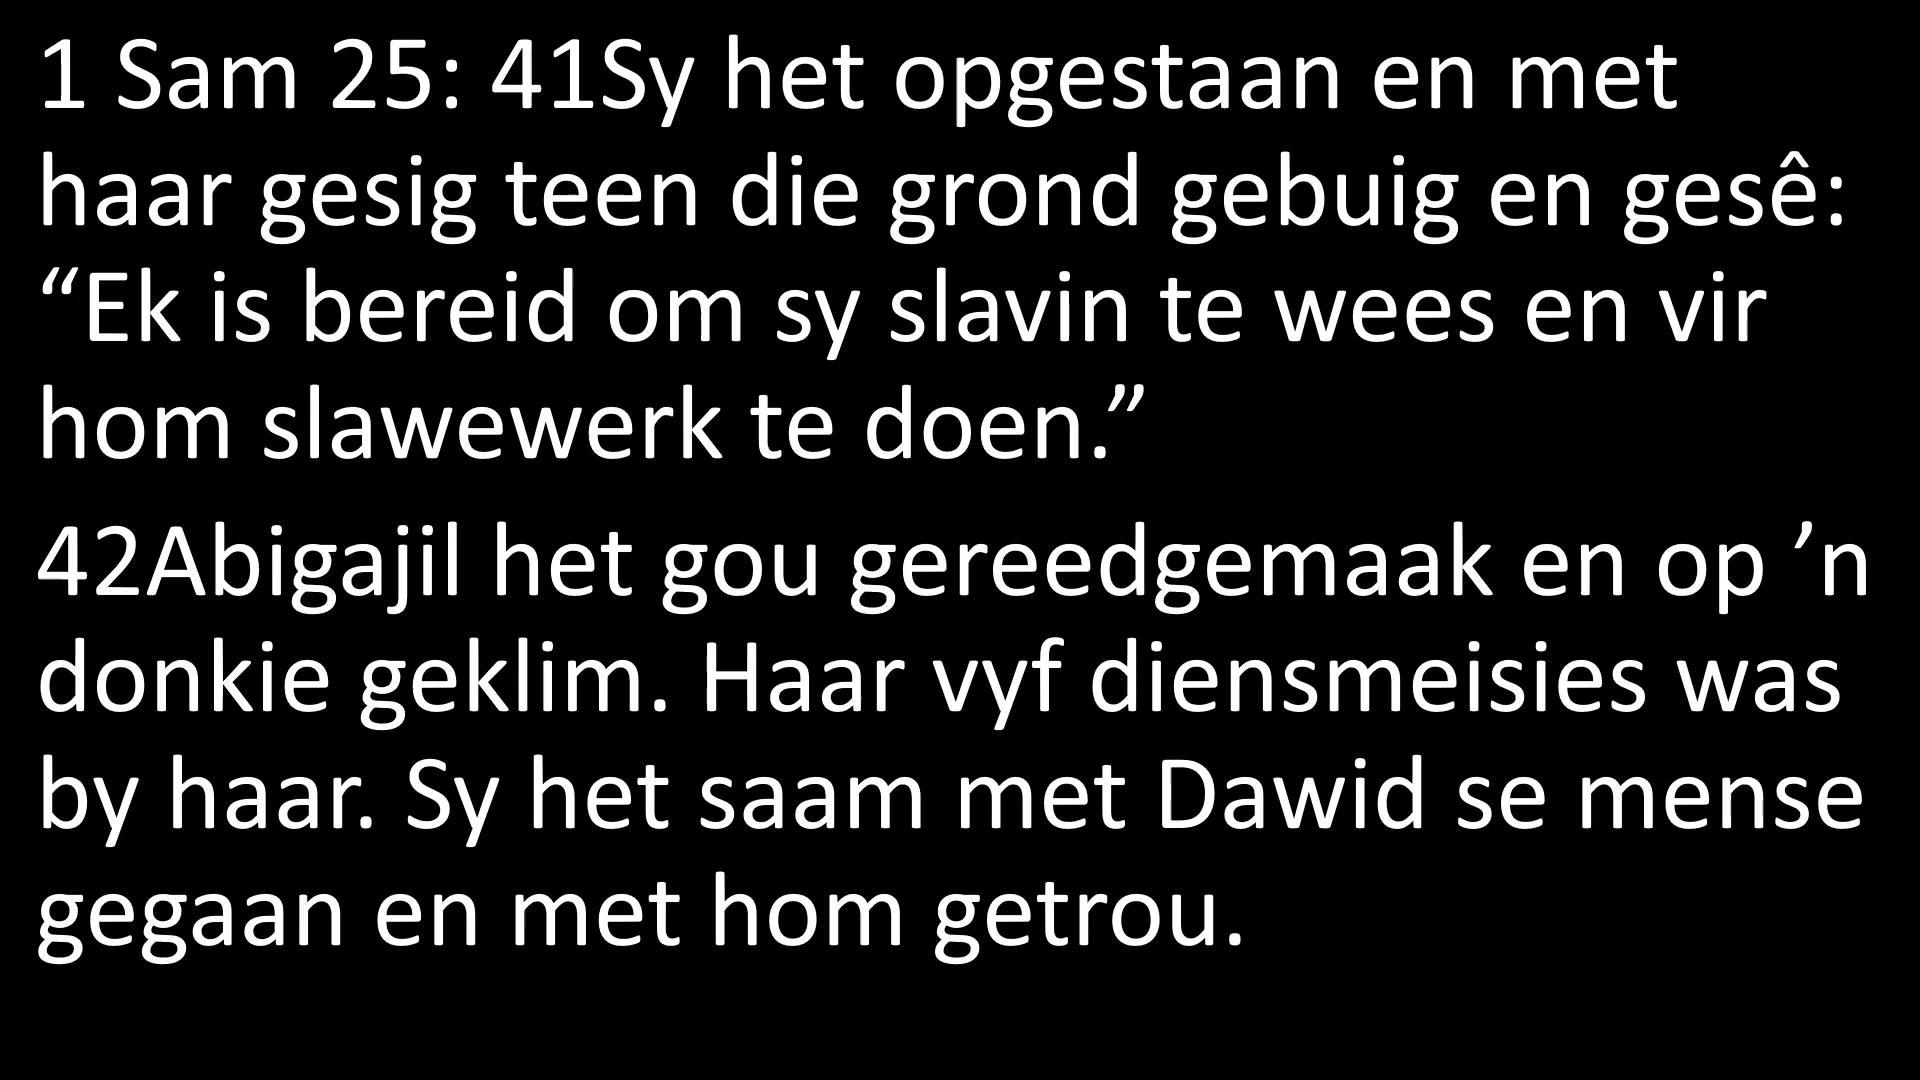 1 Sam 25: 41Sy het opgestaan en met
haar gesig teen die grond gebuig en gesê:
“Ek is bereid om sy slavin te wees en vir
hom slawewerk te doen.”
42Abigajil het gou gereedgemaak en op ’n
donkie geklim. Haar vyf diensmeisies was
by haar. Sy het saam met Dawid se mense
gegaan en met hom getrou.